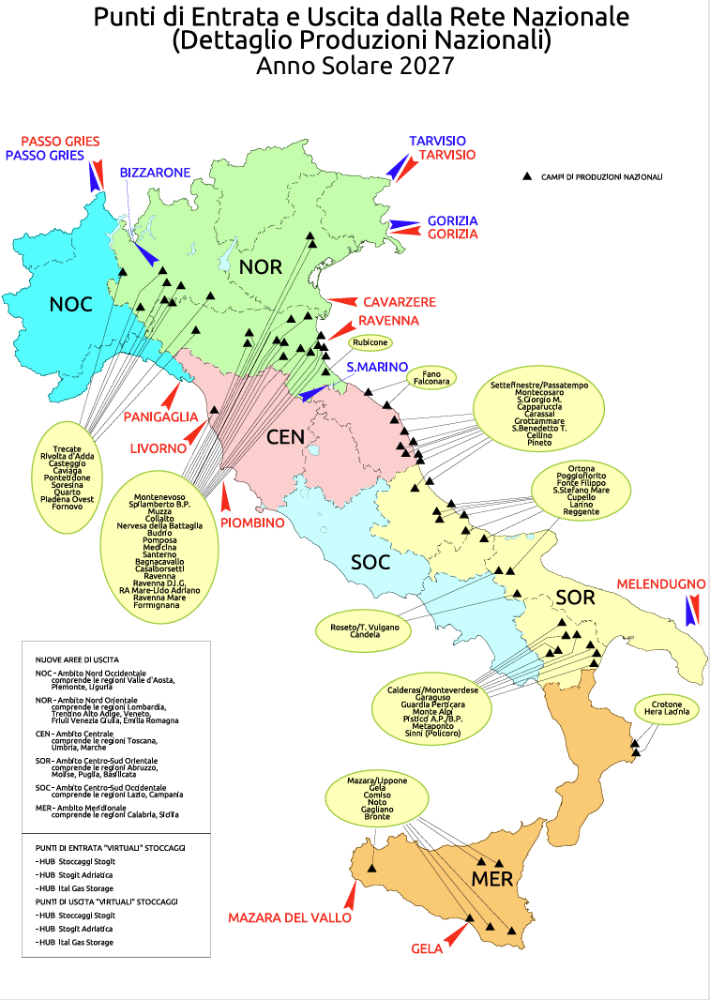 Punti di Entrata e Uscita dalla Rete Nazionale
(Dettaglio Produzioni Nazionali)
Anno Solare 2027
PASSO GRIES
PASSO GRIES
BIZZARONE
TARVISIO
TARVISIO
CAMPI DI PRODUZIONI NAZIONALI
GORIZIA
GORIZIA
NOR
NOC
CAVARZERE
RAVENNA
Rubicone
S.MARINO
Fano
Falconara
Settefinestre/Passatempo
Montecosaro
S.Giorgio M.
Capparuccia
Carassai
Grottammare
S.Benedetto T.
Cellino
Pineto
PANIGAGLIA
LIVORNO
CEN
Trecate
Rivolta d'Adda
Casteggio
Caviaga
Pontetidone
Soresina
Quarto
Piadena Ovest
Fornovo
Ortona
Poggiofiorito
Fonte Filippo
S.Stefano Mare
Cupello
Larino
Reggente
Montenevoso
Spilamberto B.P.
Muzza
Collalto
Nervesa della Battaglia
Budrio
Pomposa
Medicina
Santerno
Bagnacavallo
Casalborsetti
Ravenna
Ravenna D.I.G.
RA Mare-Lido Adriano
Ravenna Mare
Formignana
PIOMBINO
SOC
SOR
MELENDUGNO
Roseto/T. Vulgano
Candela
Calderasi/Monteverdese
Garaguso
Guardia Perticara
Monte Alpi
Pisticci A.P./B.P.
Metaponto
Sinni (Policoro)
Crotone
Hera Lacinia
Mazara/Lippone
Gela
Comiso
Noto
Gagliano
Bronte
MER
MAZARA DEL VALLO
GELA
NUOVE AREE DI USCITA
NOC - Ambito Nord Occidentale
comprende le regioni Valle d'Aosta,
Piemonte, Liguria
NOR - Ambito Nord Orientale
comprende le regioni Lombardia,
Trentino Alto Adige, Veneto,
Friuli Venezia Giulia, Emilia Romagna
CEN - Ambito Centrale
comprende le regioni Toscana,
Umbria, Marche
SOR - Ambito Centro-Sud Orientale
comprende le regioni Abruzzo,
Molise, Puglia, Basilicata
SOC - Ambito Centro-Sud Occidentale
comprende le regioni Lazio, Campania
MER - Ambito Meridionale
comprende le regioni Calabria, Sicilia
PUNTI DI ENTRATA "VIRTUALI" STOCCAGGI
-HUB Stoccaggi Stogit
-HUB Stogit Adriatica
-HUB Ital Gas Storage
PUNTI DI USCITA "VIRTUALI" STOCCAGGI
-HUB Stoccaggi Stogit
-HUB Stogit Adriatica
-HUB Ital Gas Storage